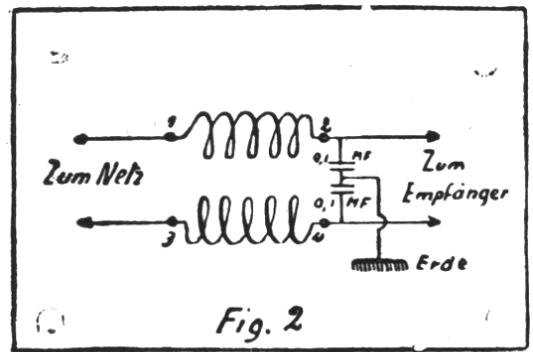 1 2
0,1 MF
Zum Netz
Zum
Empfänger
0,1 MF
3 4
Erde
Fig. 2